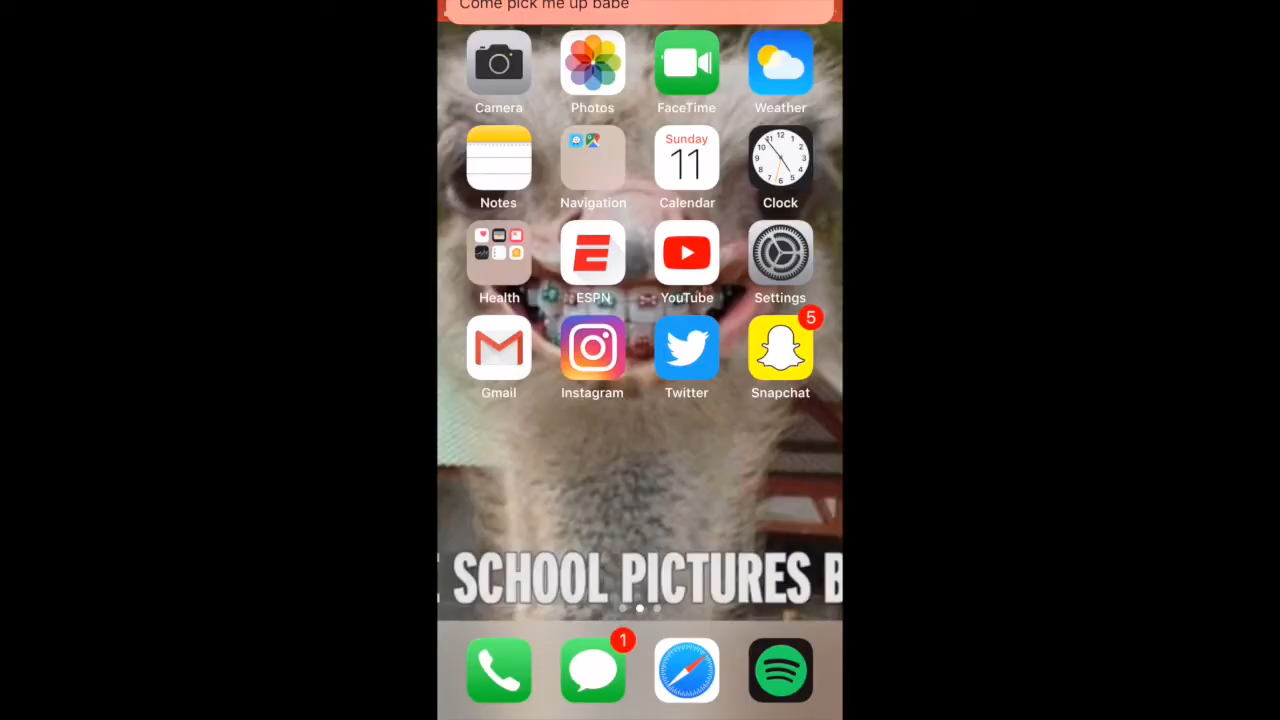 Come pick me up babe
Camera Photos FaceTime Weather
Sunday
11
Notes Navigation Calendar Clock
Health ESPN YouTube Settings
5
Gmail Instagram Twitter Snapchat
SCHOOL PICTURES B
1